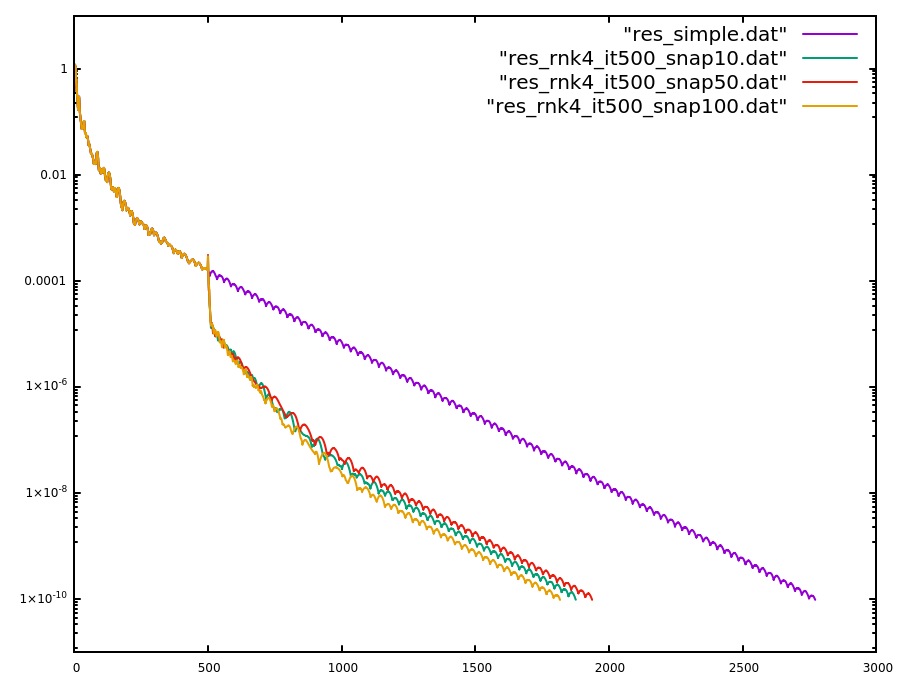 "res_simple.dat"
"res_rnk4_it500_snap10.dat"
"res_rnk4_it500_snap50.dat"
"res_rnk4_it500_snap100.dat"
1
0.01
0.0001
1×10⁻⁶
1×10⁻⁸
1×10⁻¹⁰
0 500 1000 1500 2000 2500 3000